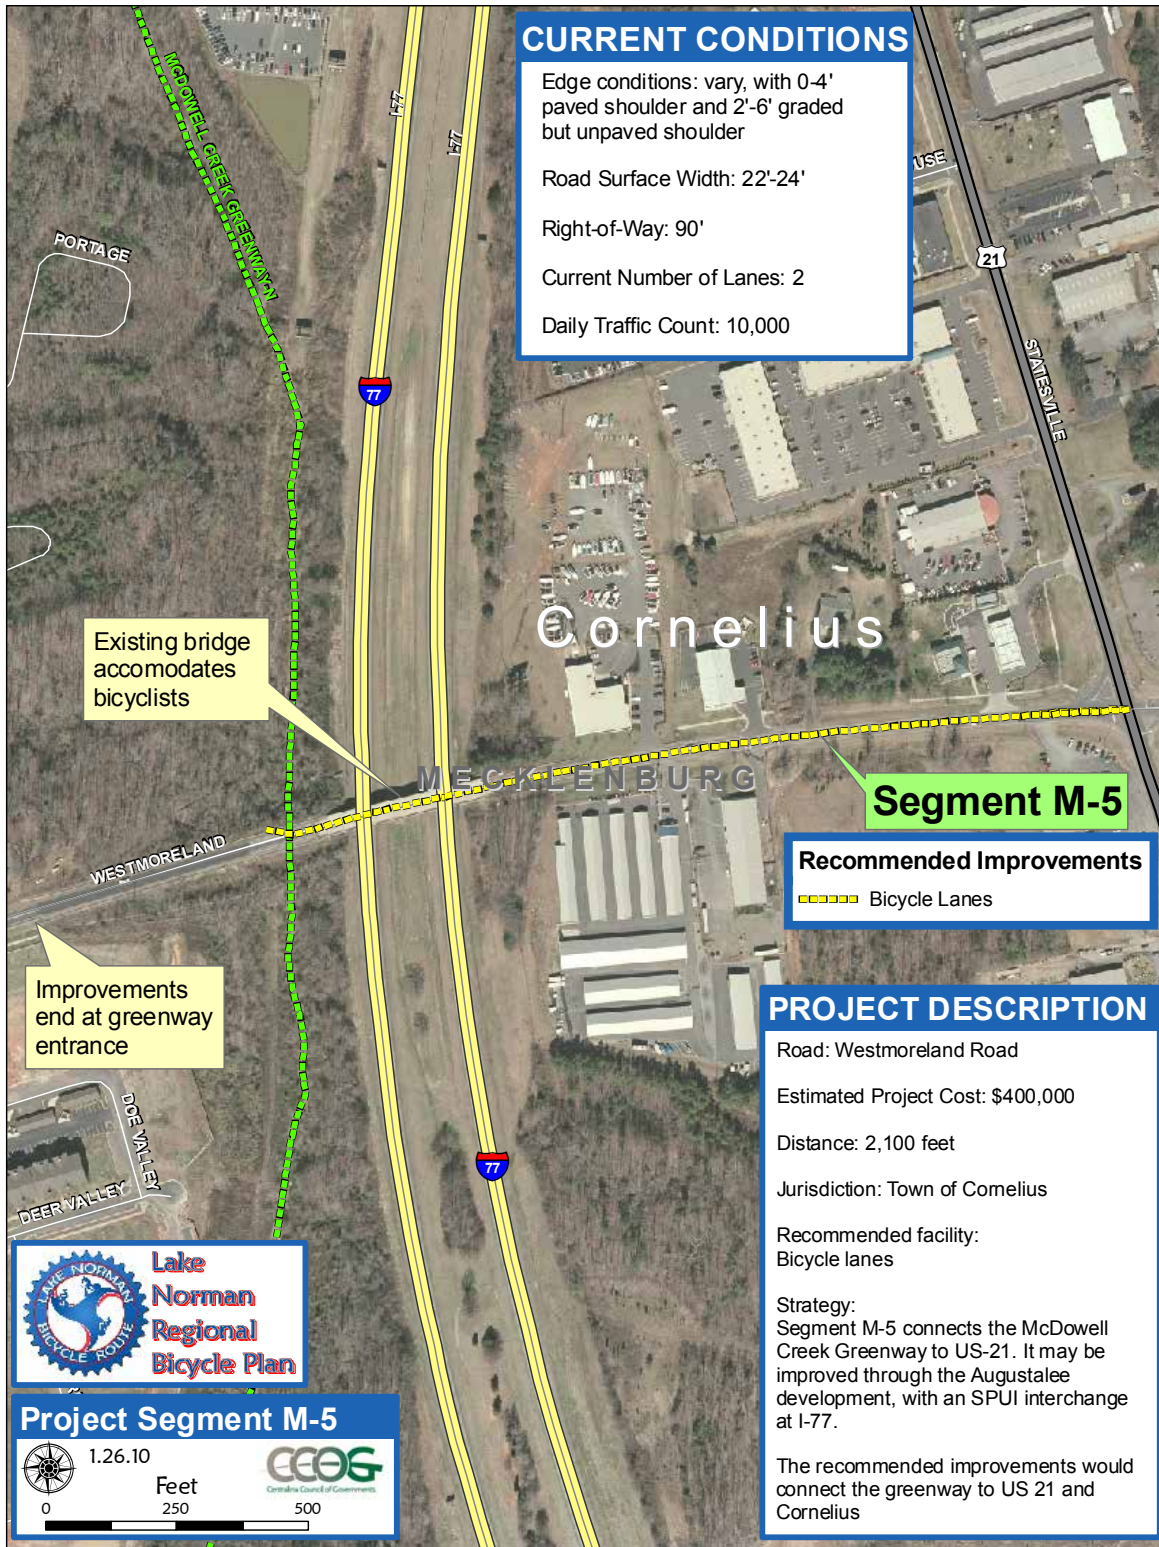 CURRENT CONDITIONS
Edge conditions: vary, with 0-4'
paved shoulder and 2'-6' graded
but unpaved shoulder
Road Surface Width: 22'-24'
Right-of-Way: 90'
Current Number of Lanes: 2
Daily Traffic Count: 10,000
MCDOWELL CREEK GREENWAY-N
I-77
I-77
USE
PORTAGE
21
STATESVILLE
77
Cornelius
Existing bridge
accomodates
bicyclists
MECKLENBURG
Segment M-5
WESTMORELAND
Recommended Improvements
Bicycle Lanes
Improvements
end at greenway
entrance
DOE VALLEY
DEER VALLEY
77
PROJECT DESCRIPTION
Road: Westmoreland Road
Estimated Project Cost: $400,000
Distance: 2,100 feet
Jurisdiction: Town of Cornelius
Recommended facility:
Bicycle lanes
Strategy:
Segment M-5 connects the McDowell
Creek Greenway to US-21. It may be
improved through the Augustalee
development, with an SPUI interchange
at I-77.
The recommended improvements would
connect the greenway to US 21 and
Cornelius
LAKE NORMAN
BICYCLE ROUTE
Lake
Norman
Regional
Bicycle Plan
Project Segment M-5
1.26.10
Feet
0 250 500
CCOG
Centralina Council of Governments